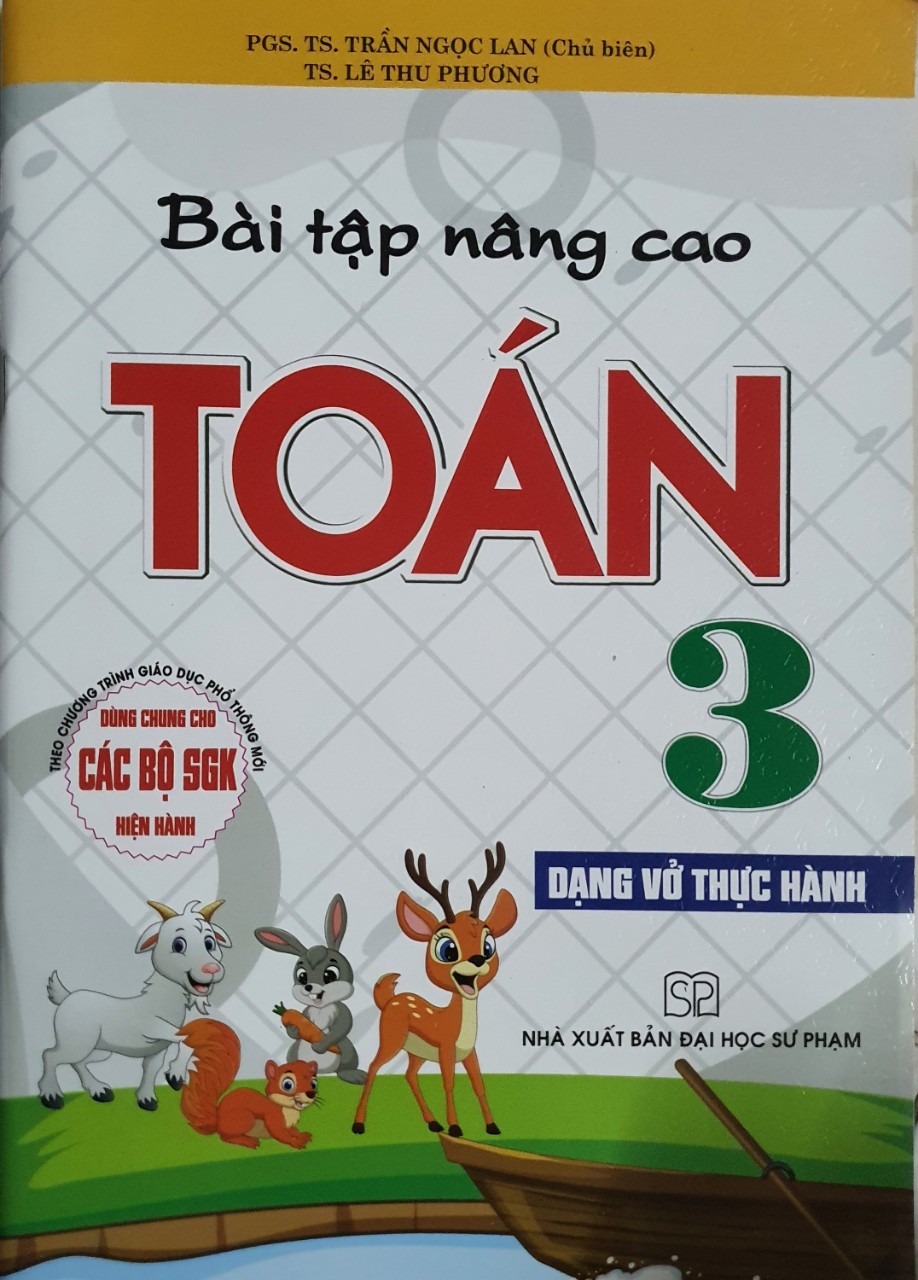 PGS. TS. TRẦN NGỌC LAN (Chủ biên)
TS. LÊ THU PHƯƠNG
Bài tập nâng cao
TOÁN
3
THEO CHƯƠNG TRÌNH GIÁO DỤC PHỔ THÔNG MỚI
DÙNG CHUNG CHO
CÁC BỘ SGK
HIỆN HÀNH
DẠNG VỞ THỰC HÀNH
SP
NHÀ XUẤT BẢN ĐẠI HỌC SƯ PHẠM